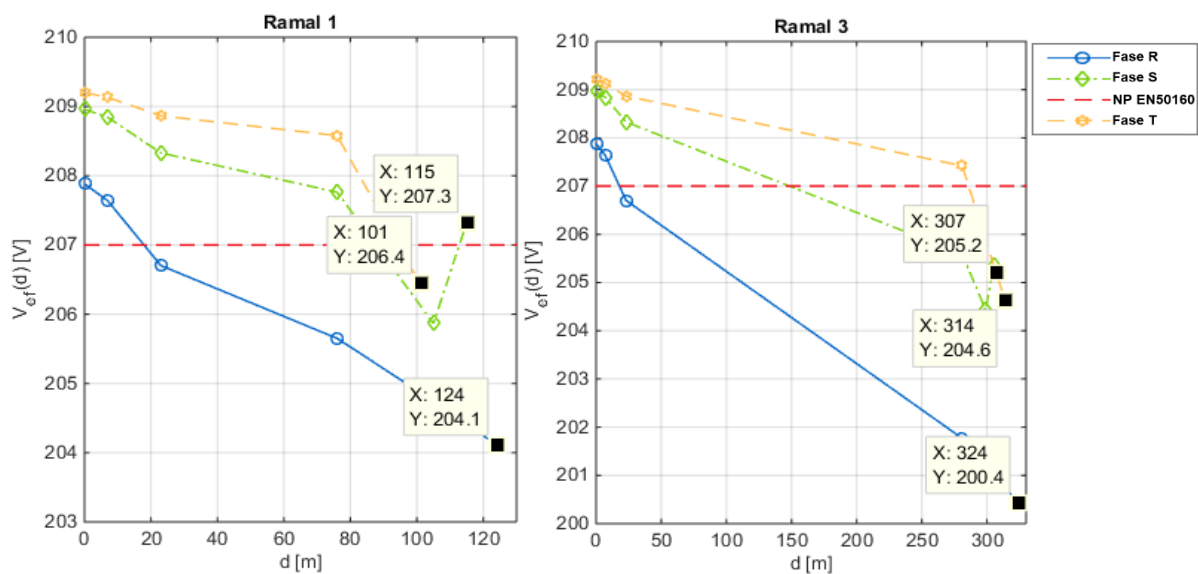 Ramal 1
210
209
208
207
206
205
204
203
V_ef(d) [V]
0
20
40
60
80
100
120
d [m]
X: 115
Y: 207.3
X: 101
Y: 206.4
X: 124
Y: 204.1
Ramal 3
210
209
208
207
206
205
204
203
202
201
200
V_ef(d) [V]
0
50
100
150
200
250
300
d [m]
X: 307
Y: 205.2
X: 314
Y: 204.6
X: 324
Y: 200.4
Fase R
Fase S
NP EN50160
Fase T